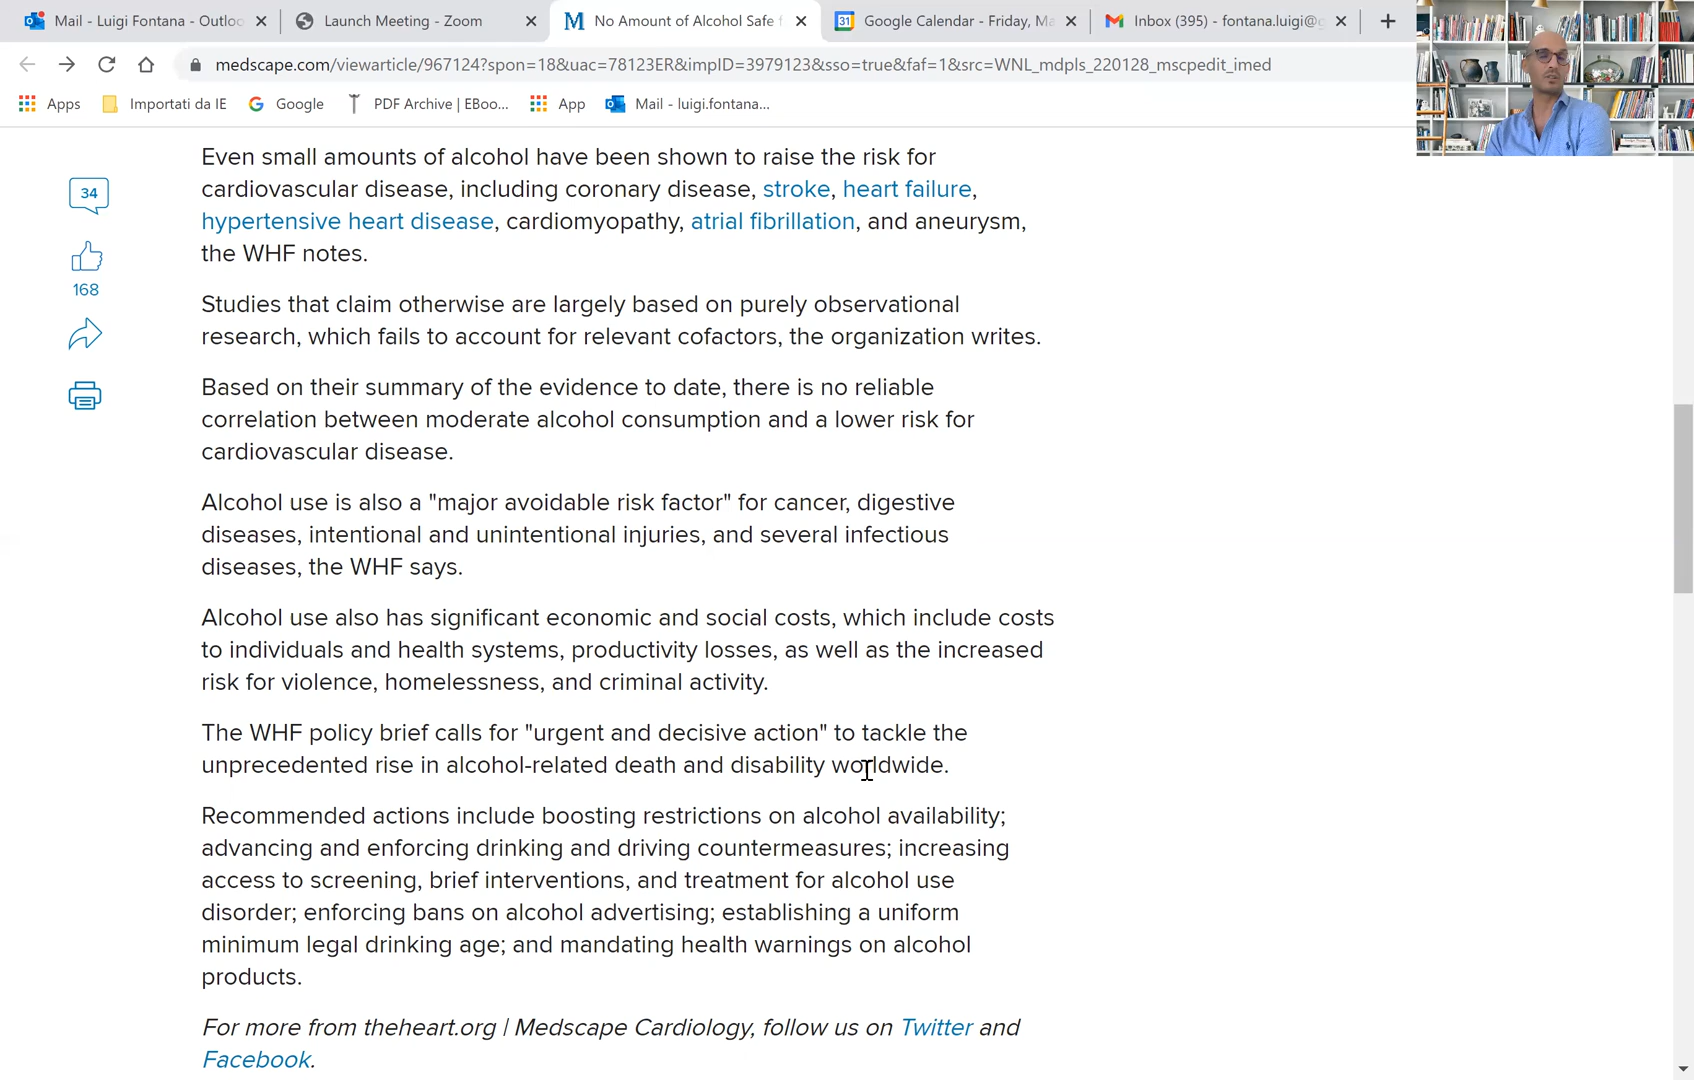 Mail - Luigi Fontana - Outloo
Launch Meeting - Zoom
No Amount of Alcohol Safe f
Google Calendar - Friday, Ma
Inbox (395) - fontana.luigi@g
medscape.com/viewarticle/967124?spon=18&uac=78123ER&impID=3979123&sso=true&faf=1&src=WNL_mdpls_220128_mscpedit_imed
Apps
Importati da IE
Google
PDF Archive | EBoo...
App
Mail - luigi.fontana...
34
168
Even small amounts of alcohol have been shown to raise the risk for
cardiovascular disease, including coronary disease, stroke, heart failure,
hypertensive heart disease, cardiomyopathy, atrial fibrillation, and aneurysm,
the WHF notes.
Studies that claim otherwise are largely based on purely observational
research, which fails to account for relevant cofactors, the organization writes.
Based on their summary of the evidence to date, there is no reliable
correlation between moderate alcohol consumption and a lower risk for
cardiovascular disease.
Alcohol use is also a "major avoidable risk factor" for cancer, digestive
diseases, intentional and unintentional injuries, and several infectious
diseases, the WHF says.
Alcohol use also has significant economic and social costs, which include costs
to individuals and health systems, productivity losses, as well as the increased
risk for violence, homelessness, and criminal activity.
The WHF policy brief calls for "urgent and decisive action" to tackle the
unprecedented rise in alcohol-related death and disability worldwide.
Recommended actions include boosting restrictions on alcohol availability;
advancing and enforcing drinking and driving countermeasures; increasing
access to screening, brief interventions, and treatment for alcohol use
disorder; enforcing bans on alcohol advertising; establishing a uniform
minimum legal drinking age; and mandating health warnings on alcohol
products.
For more from theheart.org | Medscape Cardiology, follow us on Twitter and
Facebook.